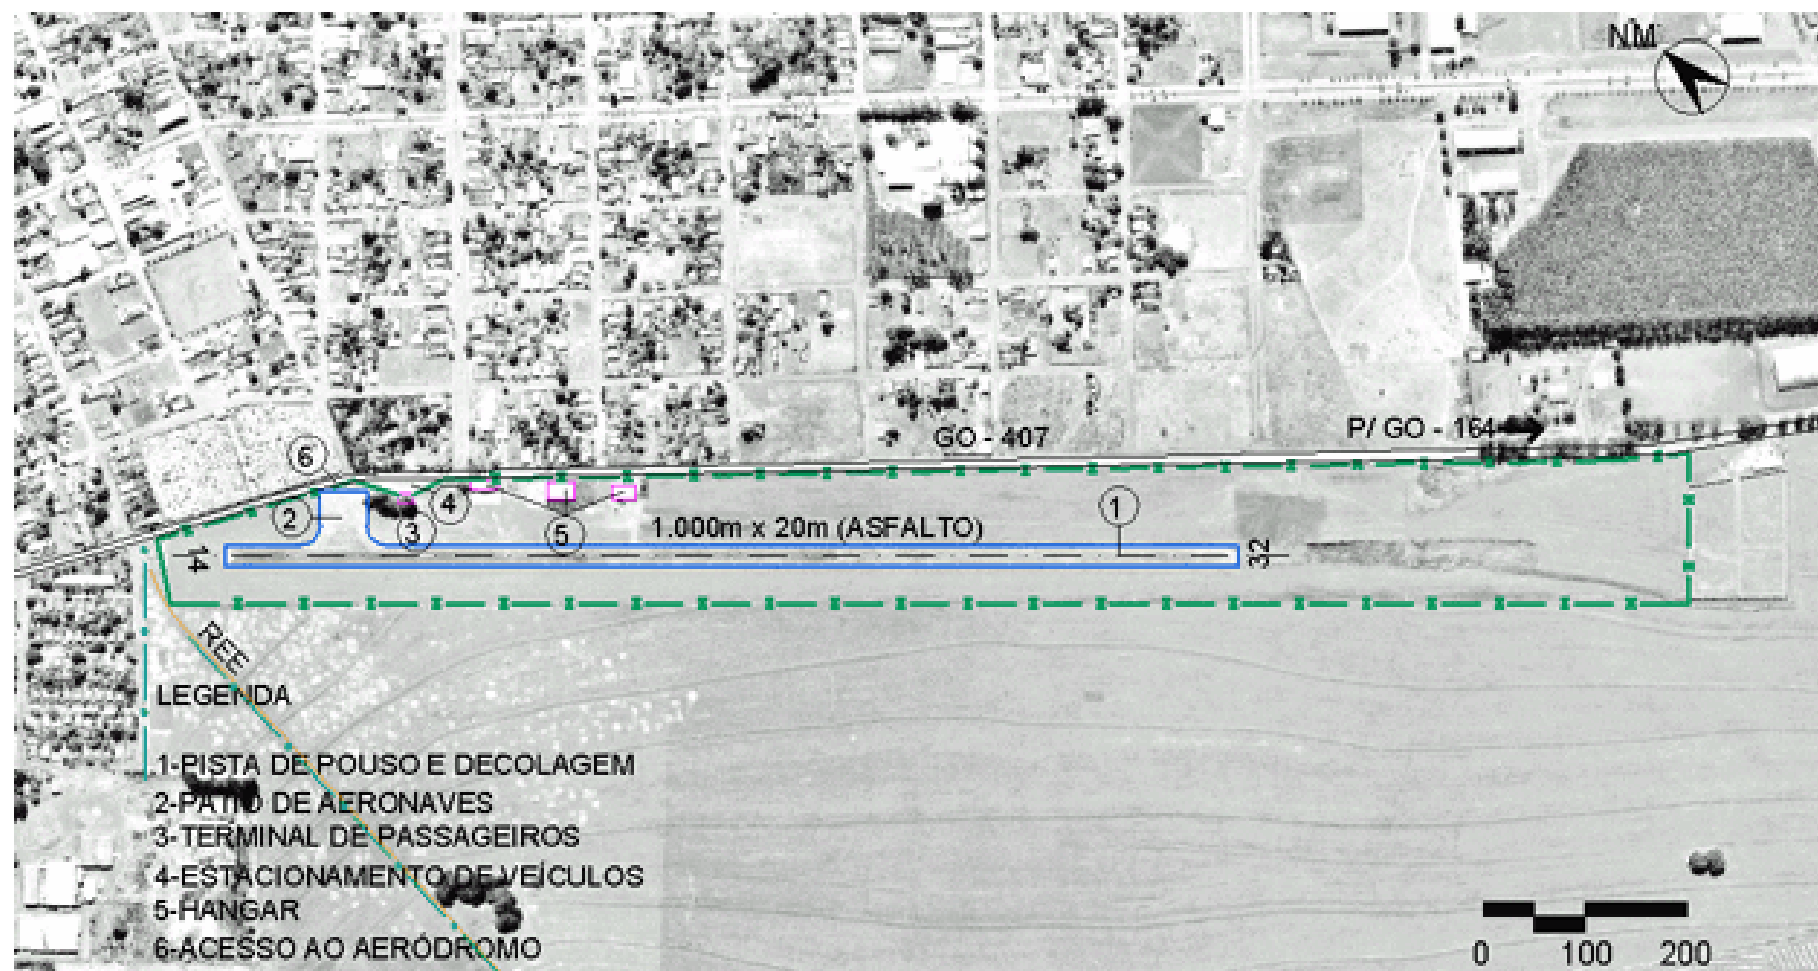 NM
GO - 407
P/ GO - 164
6
2
3
4
5
1
1.000m x 20m (ASFALTO)
14
32
REE
LEGENDA
1-PISTA DE POUSO E DECOLAGEM
2-PATIO DE AERONAVES
3-TERMINAL DE PASSAGEIROS
4-ESTACIONAMENTO DE VEÍCULOS
5-HANGAR
6-ACESSO AO AERÓDROMO
0 100 200